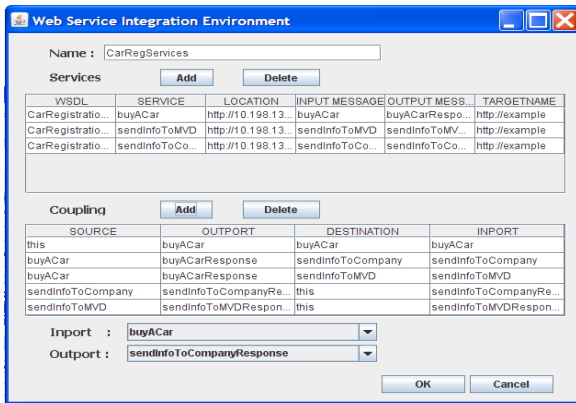 Web Service Integration Environment
Name : CarRegServices
Services Add Delete
WSDL SERVICE LOCATION INPUT MESSAGE OUTPUT MESS... TARGETNAME
CarRegistratio... buyACar http://10.198.13... buyACar buyACarRespo... http://example
CarRegistratio... sendInfoToMVD http://10.198.13... sendInfoToMVD sendInfoToMV... http://example
CarRegistratio... sendInfoToCo... http://10.198.13... sendInfoToCo... sendInfoToCo... http://example
Coupling Add Delete
SOURCE OUTPORT DESTINATION INPORT
this buyACar buyACar buyACar
buyACar buyACarResponse sendInfoToCompany sendInfoToCompany
buyACar buyACarResponse sendInfoToMVD sendInfoToMVD
sendInfoToCompany sendInfoToCompanyRe... this sendInfoToCompanyRe...
sendInfoToMVD sendInfoToMVDRespon... this sendInfoToMVDRespon...
Inport : buyACar
Outport : sendInfoToCompanyResponse
OK Cancel